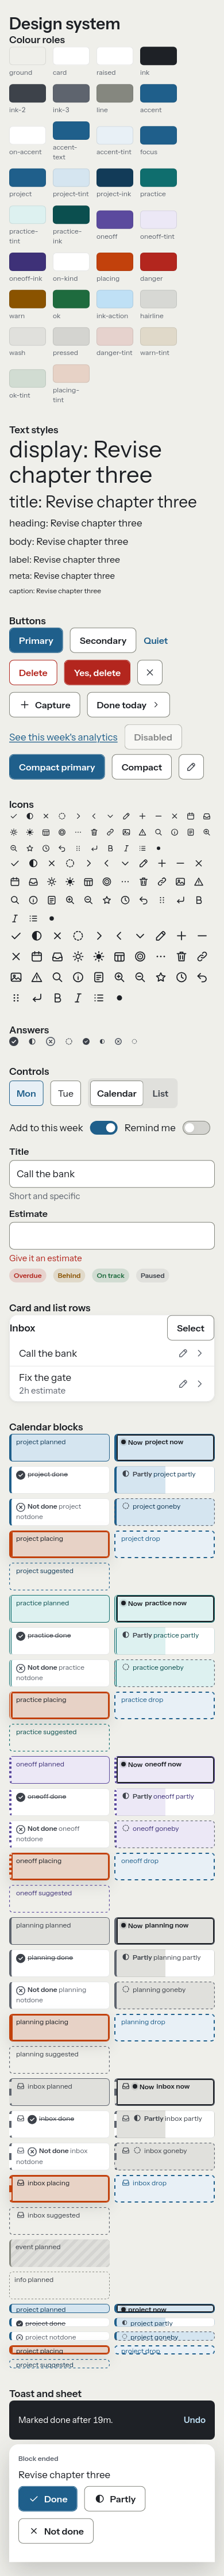 Design system
Colour roles
ground card raised ink
ink-2 ink-3 line accent
on-accent accent-text accent-tint focus
project project-tint project-ink practice
practice-tint practice-ink oneoff oneoff-tint
oneoff-ink on-kind placing danger
warn ok ink-action hairline
wash pressed danger-tint warn-tint
ok-tint placing-tint
Text styles
display: Revise
chapter three
title: Revise chapter three
heading: Revise chapter three
body: Revise chapter three
label: Revise chapter three
meta: Revise chapter three
caption: Revise chapter three
Buttons
Primary Secondary Quiet
Delete Yes, delete
Capture Done today
See this week's analytics Disabled
Compact primary Compact
Icons
Answers
Controls
Mon Tue Calendar List
Add to this week Remind me
Title
Call the bank
Short and specific
Estimate
Give it an estimate
Overdue Behind On track Paused
Card and list rows
Inbox Select
Call the bank
Fix the gate
2h estimate
Calendar blocks
project planned Now project now
project done Partly project partly
Not done project notdone project goneby
project placing project drop
project suggested
practice planned Now practice now
practice done Partly practice partly
Not done practice notdone practice goneby
practice placing practice drop
practice suggested
oneoff planned Now oneoff now
oneoff done Partly oneoff partly
Not done oneoff notdone oneoff goneby
oneoff placing oneoff drop
oneoff suggested
planning planned Now planning now
planning done Partly planning partly
Not done planning notdone planning goneby
planning placing planning drop
planning suggested
inbox planned Now inbox now
inbox done Partly inbox partly
Not done inbox notdone inbox goneby
inbox placing inbox drop
inbox suggested
event planned
info planned
project planned project now
project done project partly
project notdone project goneby
project placing project drop
project suggested
Toast and sheet
Marked done after 19m. Undo
Block ended
Revise chapter three
Done Partly
Not done